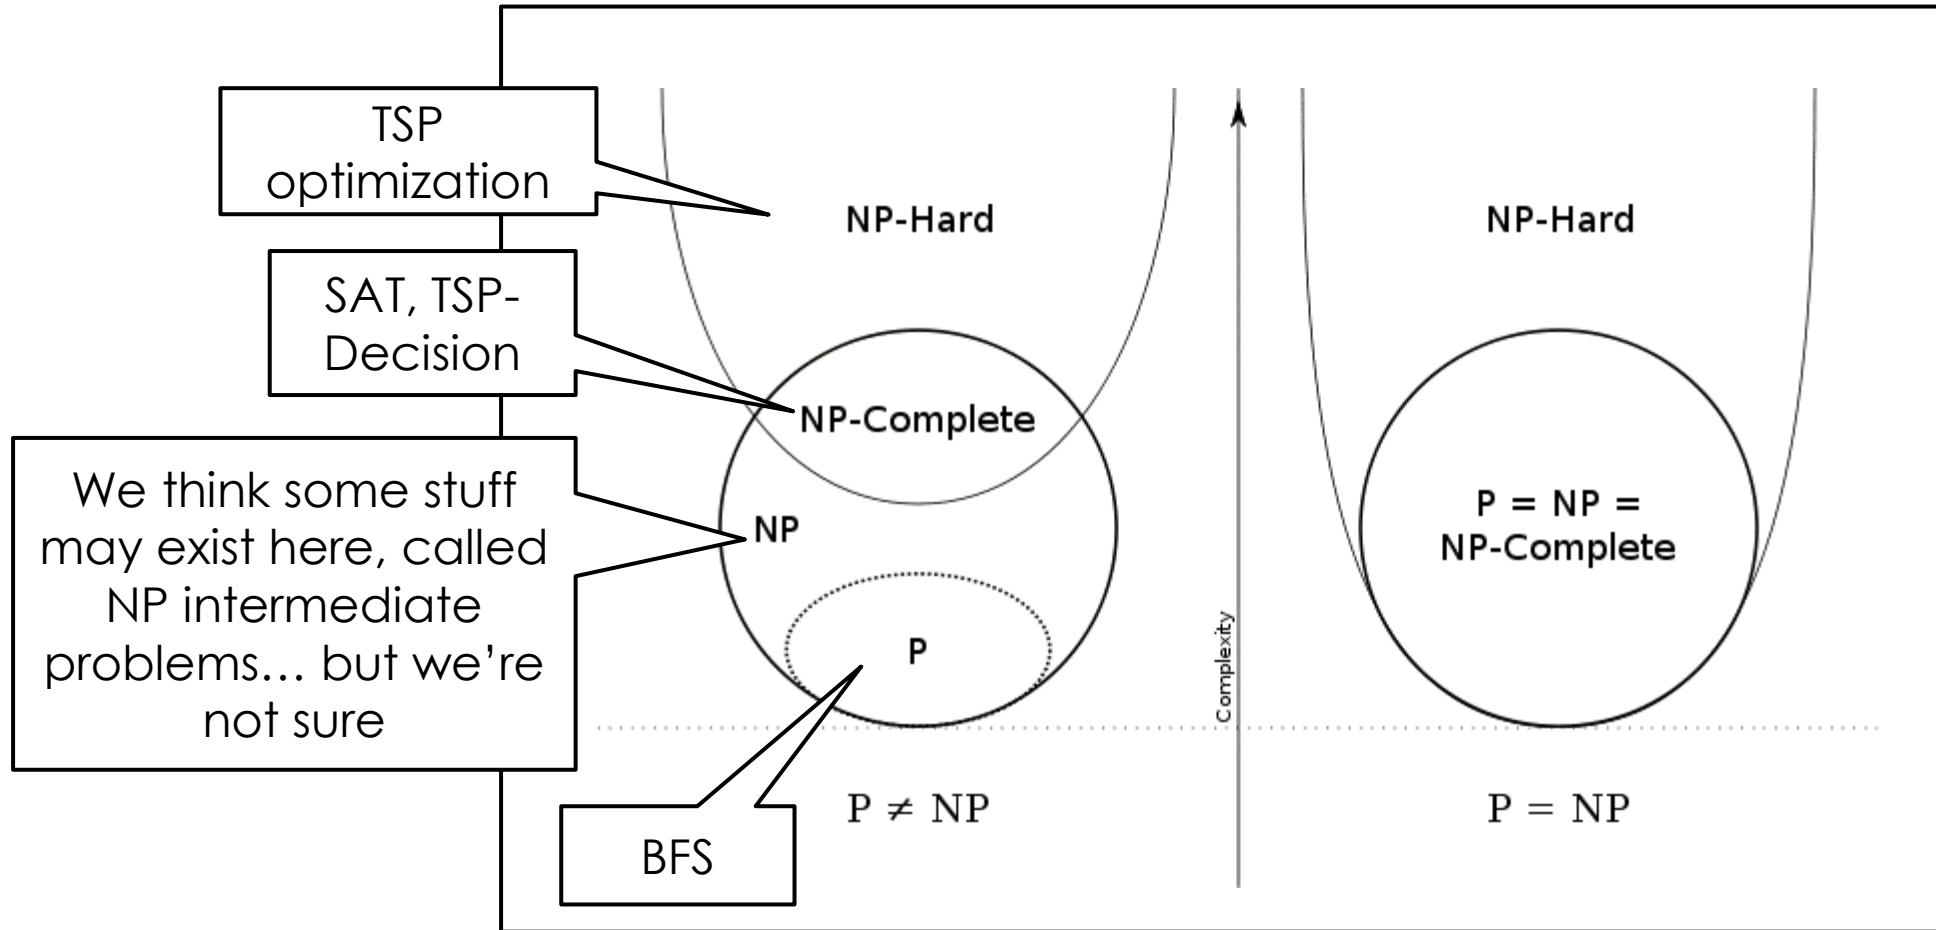 TSP
optimization
SAT, TSP-
Decision
We think some stuff
may exist here, called
NP intermediate
problems… but we’re
not sure
BFS
NP-Hard
NP-Complete
NP
P
P ≠ NP
Complexity
NP-Hard
P = NP =
NP-Complete
P = NP